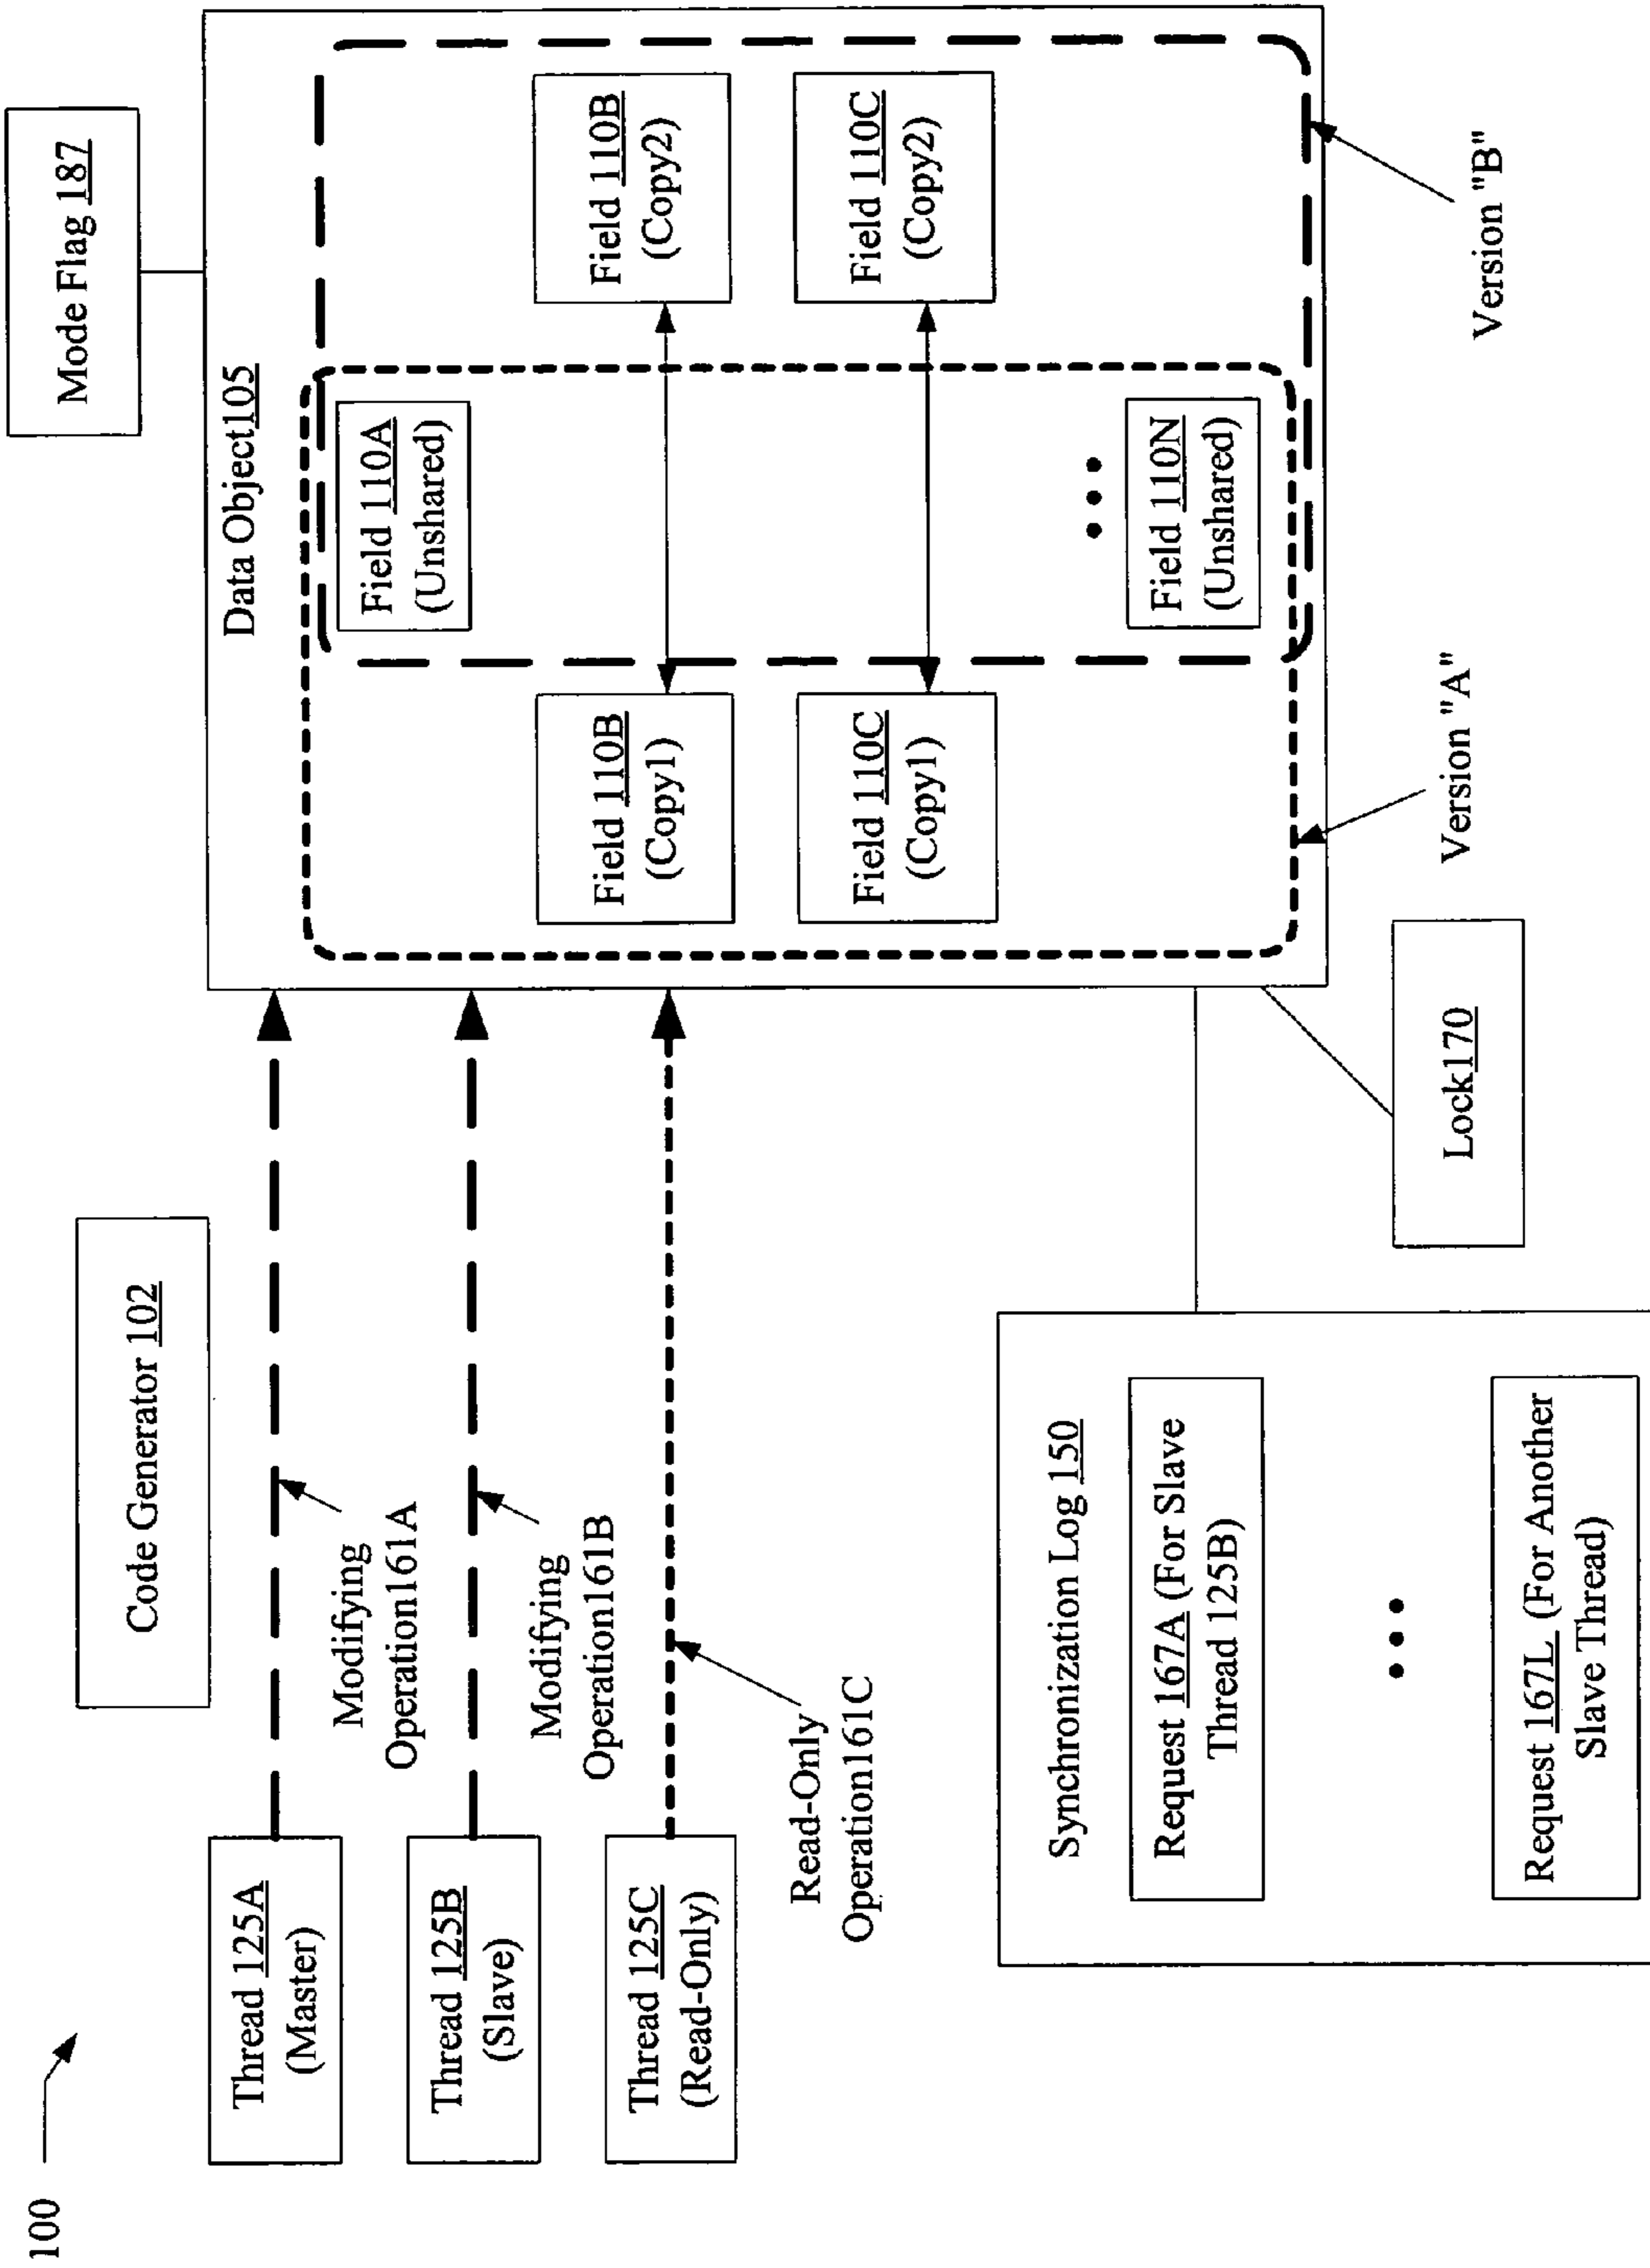 100
Code Generator 102
Mode Flag 187
Thread 125A
(Master)
Modifying
Operation161A
Thread 125B
(Slave)
Modifying
Operation161B
Thread 125C
(Read-Only)
Read-Only
Operation161C
Data Object105
Field 110A
(Unshared)
Field 110B
(Copy1)
Field 110B
(Copy2)
Field 110C
(Copy1)
Field 110C
(Copy2)
•••
Field 110N
(Unshared)
Version "A"
Version "B"
Lock170
Synchronization Log 150
Request 167A (For Slave
Thread 125B)
•••
Request 167L (For Another
Slave Thread)